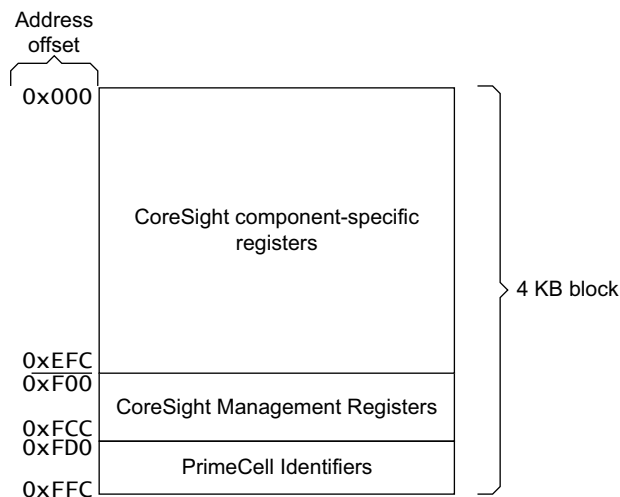 Address
offset
0x000
CoreSight component-specific
registers
4 KB block
0xEFC
0xF00
CoreSight Management Registers
0xFCC
0xFD0
PrimeCell Identifiers
0xFFC